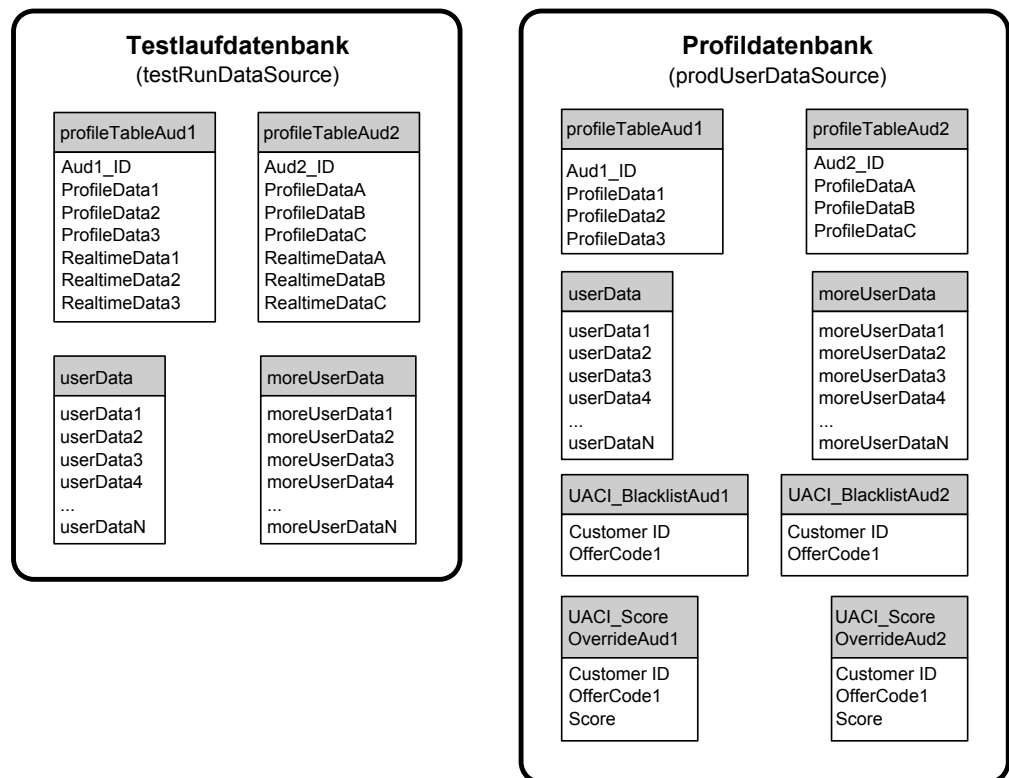 Testlaufdatenbank
(testRunDataSource)
profileTableAud1
Aud1_ID
ProfileData1
ProfileData2
ProfileData3
RealtimeData1
RealtimeData2
RealtimeData3
profileTableAud2
Aud2_ID
ProfileDataA
ProfileDataB
ProfileDataC
RealtimeDataA
RealtimeDataB
RealtimeDataC
userData
userData1
userData2
userData3
userData4
...
userDataN
moreUserData
moreUserData1
moreUserData2
moreUserData3
moreUserData4
...
moreUserDataN
Profildatenbank
(prodUserDataSource)
profileTableAud1
Aud1_ID
ProfileData1
ProfileData2
ProfileData3
profileTableAud2
Aud2_ID
ProfileDataA
ProfileDataB
ProfileDataC
userData
userData1
userData2
userData3
userData4
...
userDataN
moreUserData
moreUserData1
moreUserData2
moreUserData3
moreUserData4
...
moreUserDataN
UACI_BlacklistAud1
Customer ID
OfferCode1
UACI_BlacklistAud2
Customer ID
OfferCode1
UACI_Score
OverrideAud1
Customer ID
OfferCode1
Score
UACI_Score
OverrideAud2
Customer ID
OfferCode1
Score